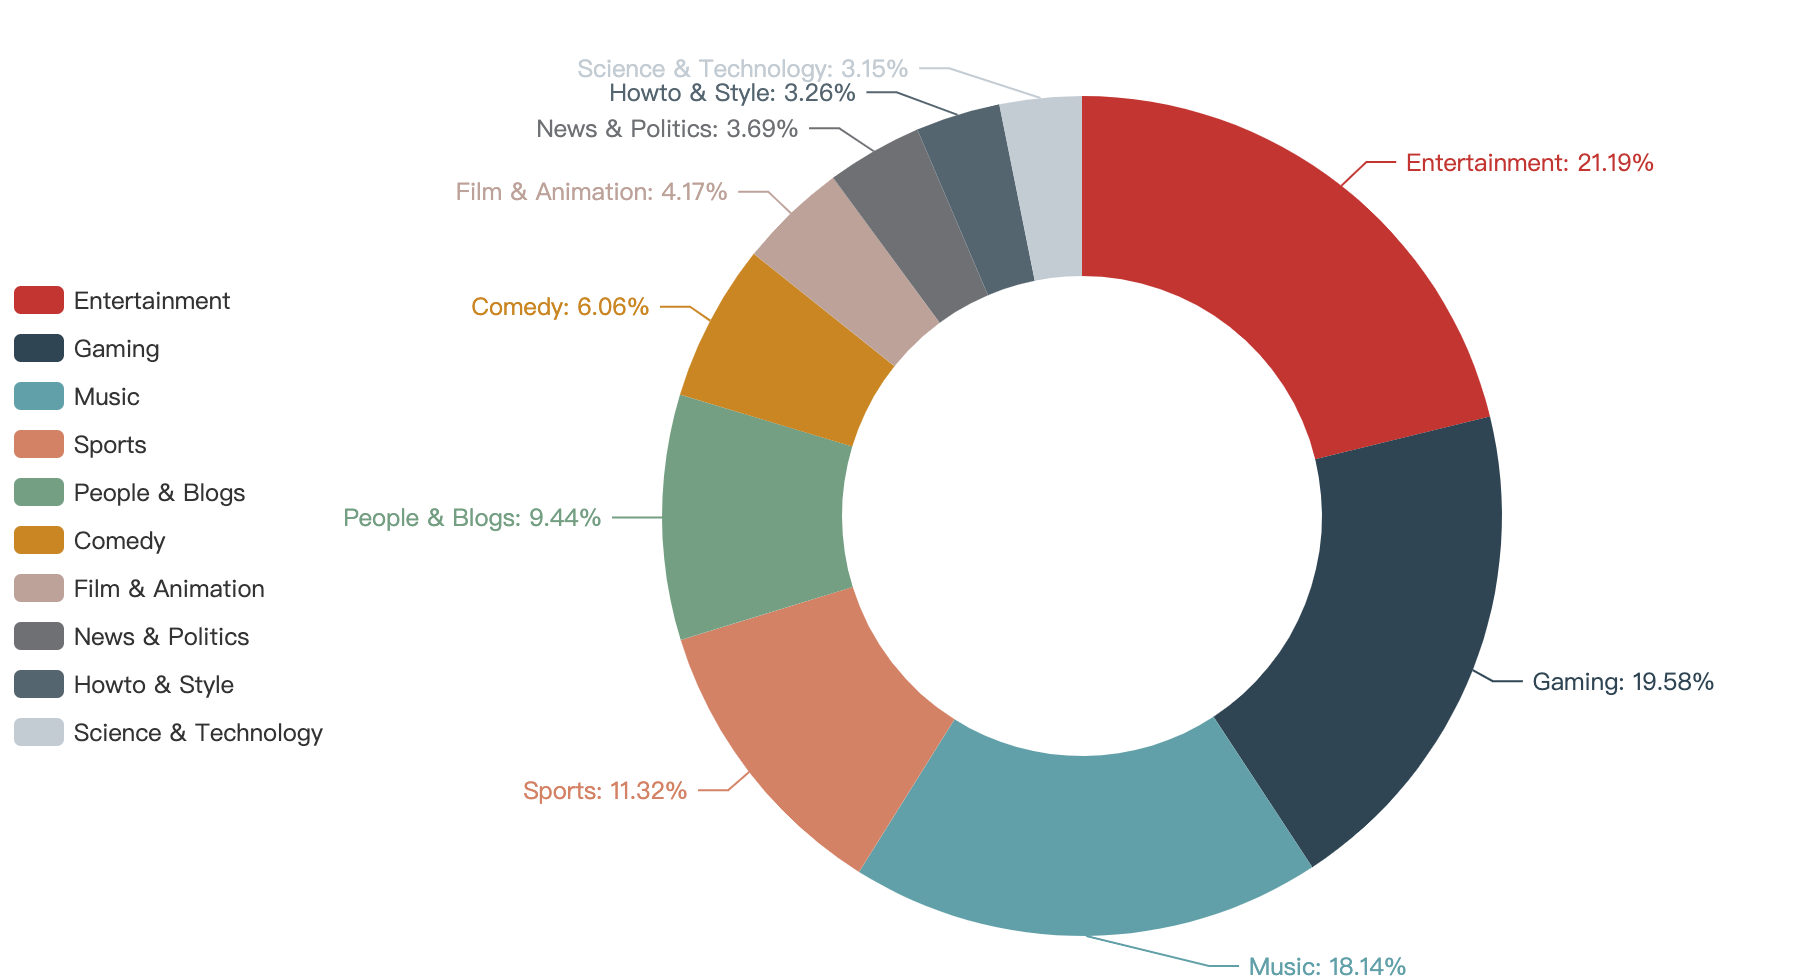 Science & Technology: 3.15%
Howto & Style: 3.26%
News & Politics: 3.69%
Entertainment: 21.19%
Film & Animation: 4.17%
Comedy: 6.06%
People & Blogs: 9.44%
Gaming: 19.58%
Sports: 11.32%
Music: 18.14%
Entertainment
Gaming
Music
Sports
People & Blogs
Comedy
Film & Animation
News & Politics
Howto & Style
Science & Technology